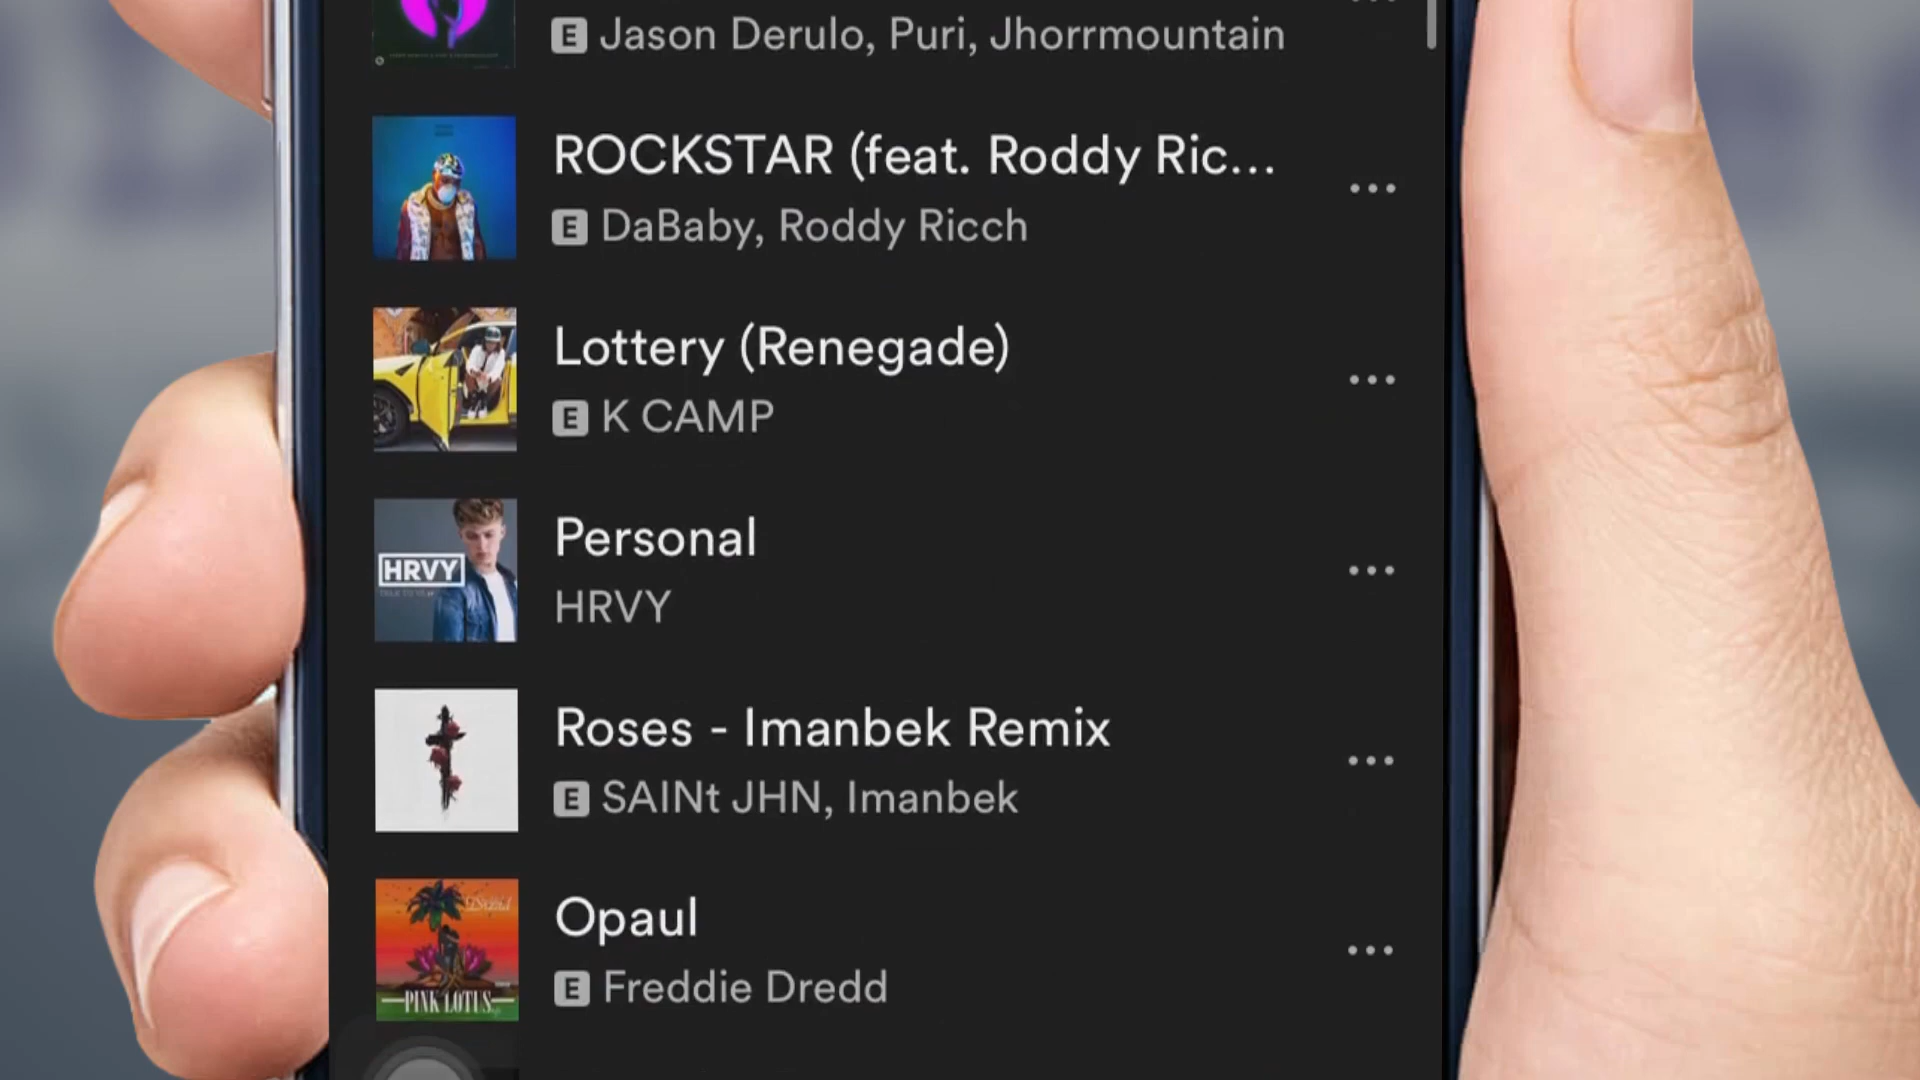 E Jason Derulo, Puri, Jhorrmountain
ROCKSTAR (feat. Roddy Ric...
E DaBaby, Roddy Ricch
Lottery (Renegade)
E K CAMP
HRVY
Personal
HRVY
Roses - Imanbek Remix
E SAINt JHN, Imanbek
Opaul
E Freddie Dredd
PINK LOTUS